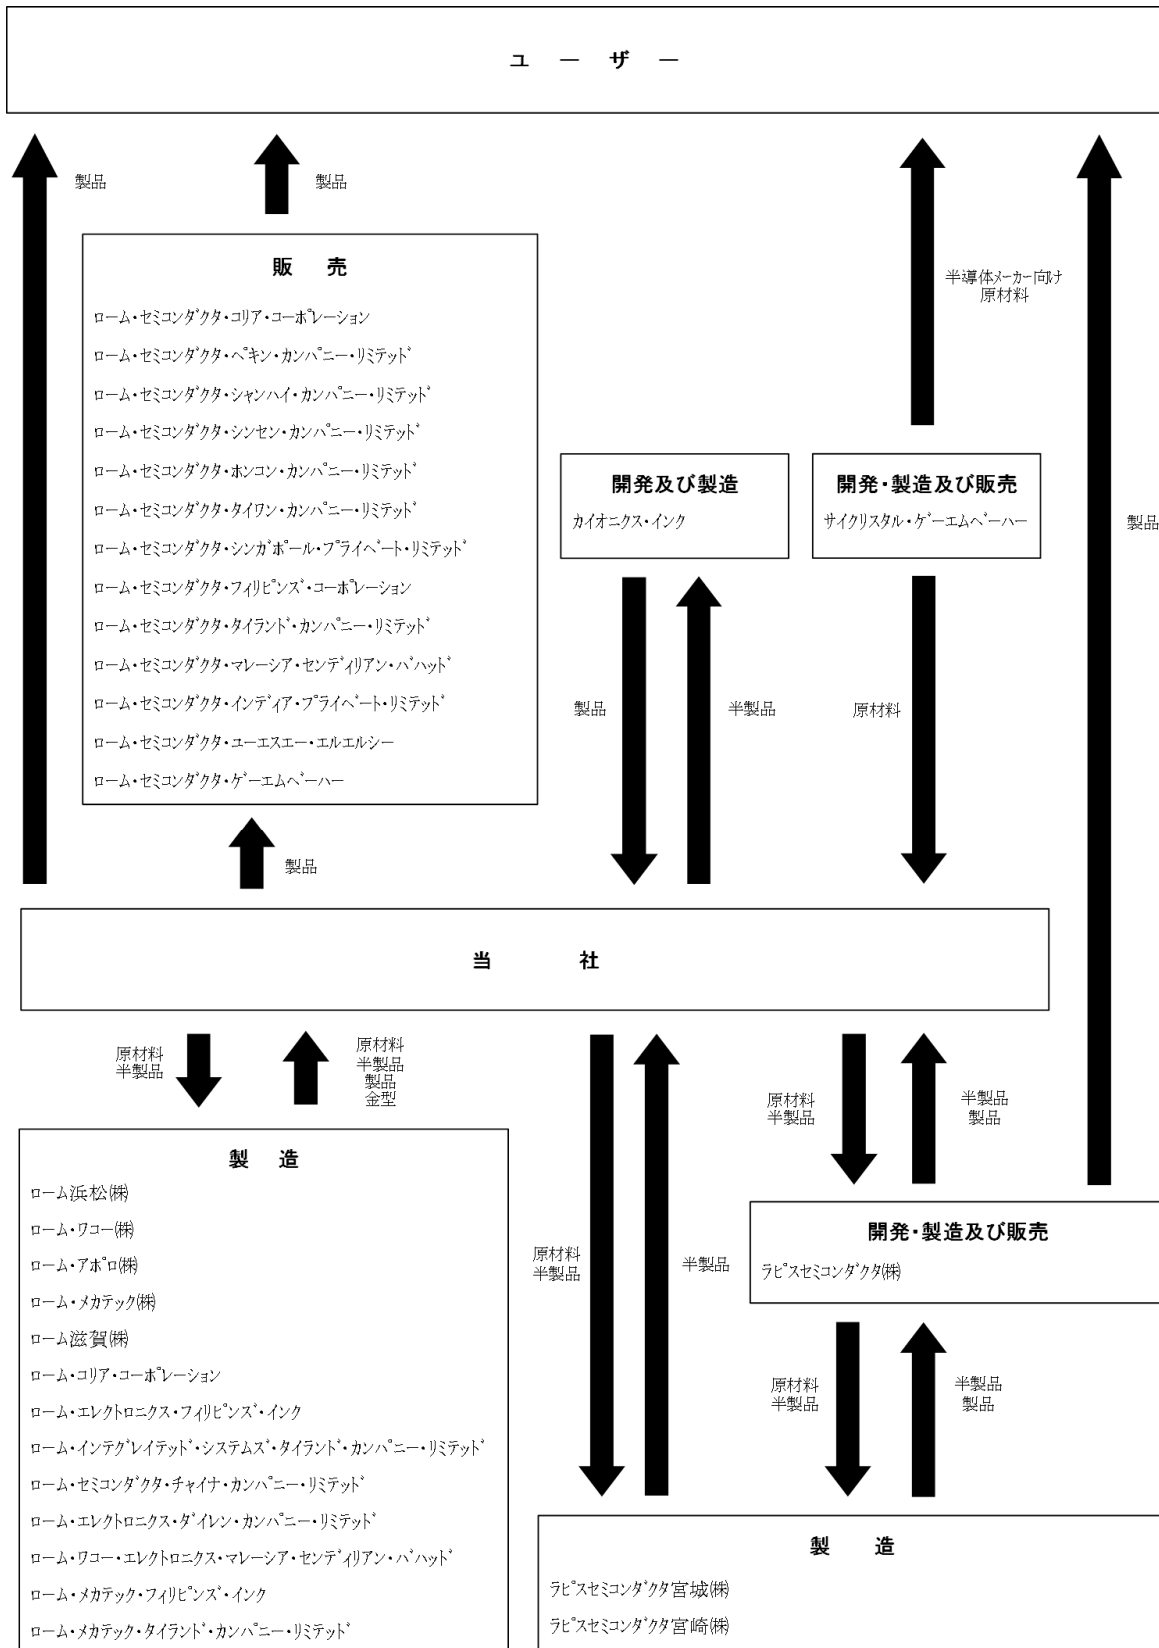 ユーザー
製品
製品
販売
ローム・セミコンダクタ・コリア・コーポレーション
ローム・セミコンダクタ・ペキン・カンパニー・リミテッド
ローム・セミコンダクタ・シャンハイ・カンパニー・リミテッド
ローム・セミコンダクタ・シンセン・カンパニー・リミテッド
ローム・セミコンダクタ・ホンコン・カンパニー・リミテッド
ローム・セミコンダクタ・タイワン・カンパニー・リミテッド
ローム・セミコンダクタ・シンガポール・プライベート・リミテッド
ローム・セミコンダクタ・フィリピンズ・コーポレーション
ローム・セミコンダクタ・タイランド・カンパニー・リミテッド
ローム・セミコンダクタ・マレーシア・センディリアン・バハッド
ローム・セミコンダクタ・インディア・プライベート・リミテッド
ローム・セミコンダクタ・ユーエスエー・エルエルシー
ローム・セミコンダクタ・ゲーエムベーハー
半導体メーカー向け
原材料
開発及び製造
カイオニクス・インク
開発・製造及び販売
サイクリスタル・ゲーエムベーハー
製品
製品
半製品
原材料
製品
当社
原材料
半製品
原材料
半製品
製品
金型
原材料
半製品
半製品
製品
製造
ローム浜松㈱
ローム・ワコー㈱
ローム・アポロ㈱
ローム・メカテック㈱
ローム滋賀㈱
ローム・コリア・コーポレーション
ローム・エレクトロニクス・フィリピンズ・インク
ローム・インテグレイテッド・システムズ・タイランド・カンパニー・リミテッド
ローム・セミコンダクタ・チャイナ・カンパニー・リミテッド
ローム・エレクトロニクス・ダイレン・カンパニー・リミテッド
ローム・ワコー・エレクトロニクス・マレーシア・センディリアン・バハッド
ローム・メカテック・フィリピンズ・インク
ローム・メカテック・タイランド・カンパニー・リミテッド
原材料
半製品
半製品
開発・製造及び販売
ラピスセミコンダクタ㈱
原材料
半製品
半製品
製品
製造
ラピスセミコンダクタ宮城㈱
ラピスセミコンダクタ宮崎㈱